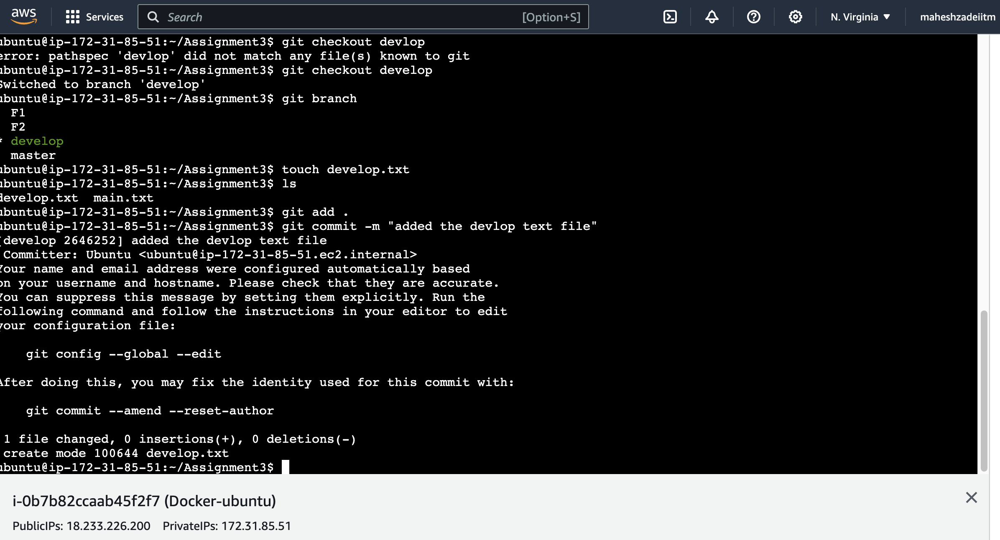 aws Services Search [Option+S] N. Virginia maheshzadeiitm
ubuntu@ip-172-31-85-51:~/Assignment3$ git checkout devlop
error: pathspec 'devlop' did not match any file(s) known to git
ubuntu@ip-172-31-85-51:~/Assignment3$ git checkout develop
Switched to branch 'develop'
ubuntu@ip-172-31-85-51:~/Assignment3$ git branch
F1
F2
* develop
master
ubuntu@ip-172-31-85-51:~/Assignment3$ touch develop.txt
ubuntu@ip-172-31-85-51:~/Assignment3$ ls
develop.txt  main.txt
ubuntu@ip-172-31-85-51:~/Assignment3$ git add .
ubuntu@ip-172-31-85-51:~/Assignment3$ git commit -m "added the devlop text file"
[develop 2646252] added the devlop text file
Committer: Ubuntu <ubuntu@ip-172-31-85-51.ec2.internal>
Your name and email address were configured automatically based
on your username and hostname. Please check that they are accurate.
You can suppress this message by setting them explicitly. Run the
following command and follow the instructions in your editor to edit
your configuration file:
git config --global --edit
After doing this, you may fix the identity used for this commit with:
git commit --amend --reset-author
1 file changed, 0 insertions(+), 0 deletions(-)
create mode 100644 develop.txt
ubuntu@ip-172-31-85-51:~/Assignment3$
i-0b7b82ccaab45f2f7 (Docker-ubuntu)
PublicIPs: 18.233.226.200 PrivateIPs: 172.31.85.51